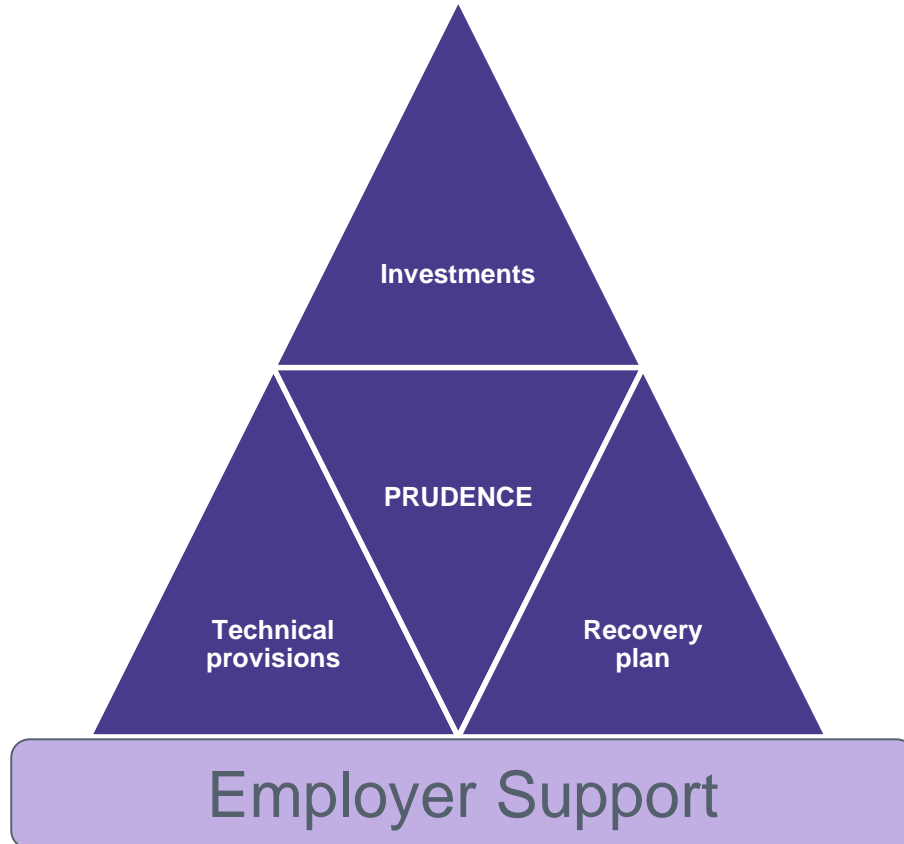 Investments
PRUDENCE
Technical
provisions
Recovery
plan
Employer Support